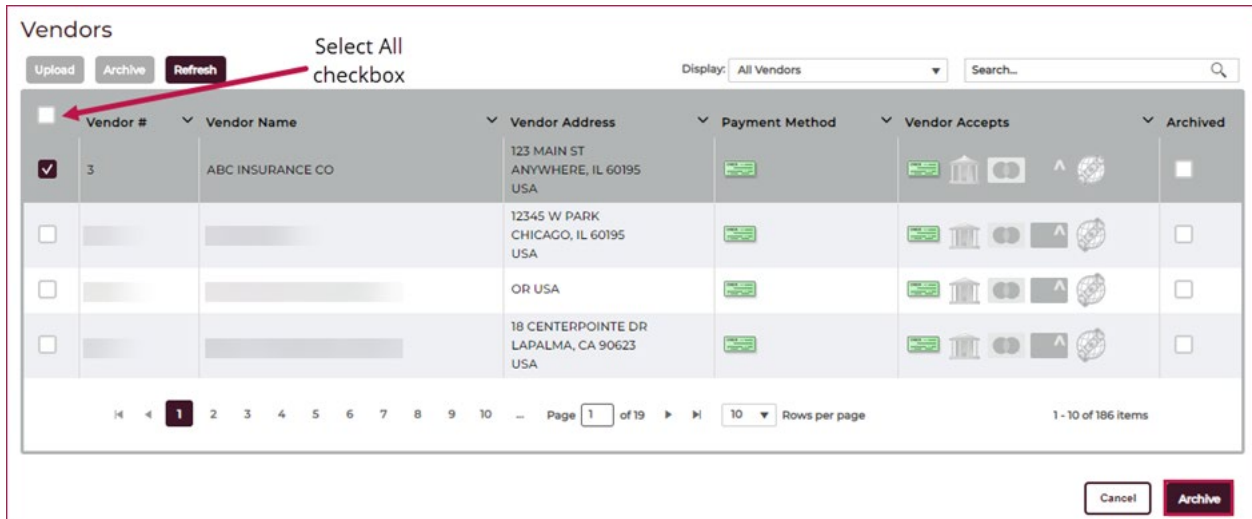 Vendors
Select All
checkbox
Upload Archive Refresh
Display: All Vendors Search...
Vendor # Vendor Name Vendor Address Payment Method Vendor Accepts Archived
3 ABC INSURANCE CO
123 MAIN ST
ANYWHERE, IL 60195
USA
12345 W PARK
CHICAGO, IL 60195
USA
OR USA
18 CENTERPOINTE DR
LAPALMA, CA 90623
USA
1 2 3 4 5 6 7 8 9 10 ... Page 1 of 19 10 Rows per page 1 - 10 of 186 items
Cancel Archive